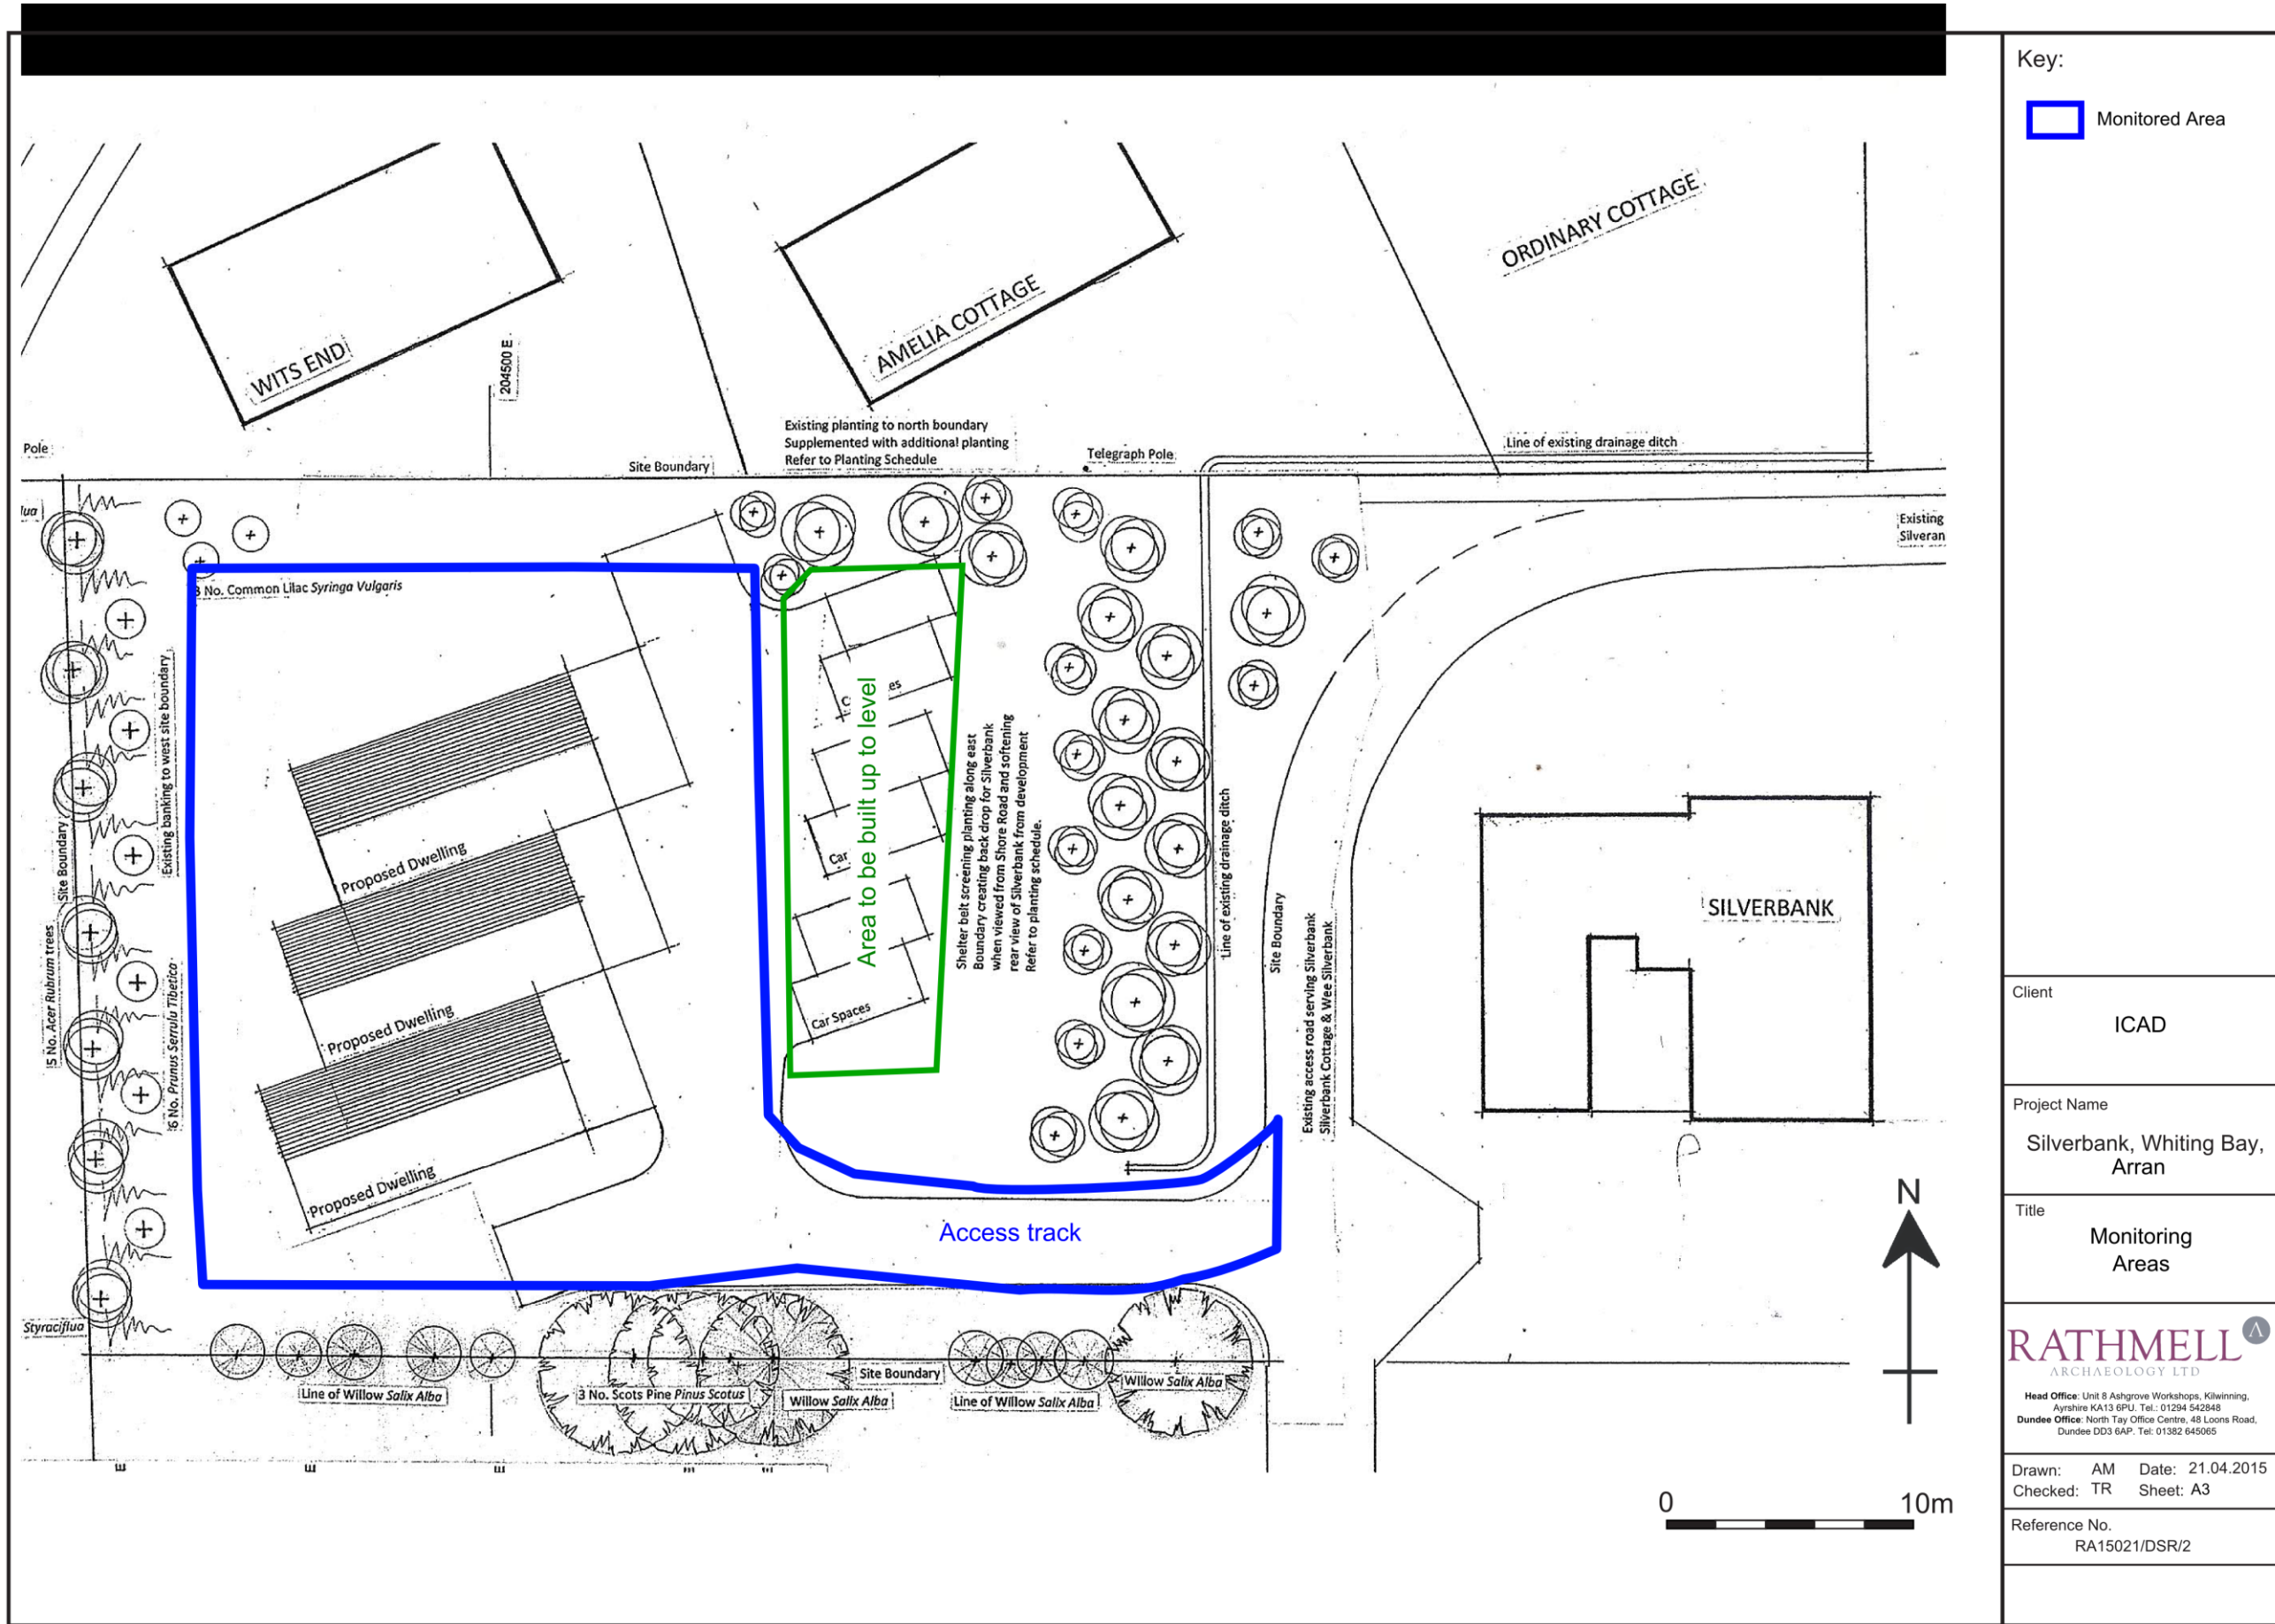 Key:
Monitored Area
ORDINARY COTTAGE
AMELIA COTTAGE
WITS END
204500 E
Existing planting to north boundary
Supplemented with additional planting
Refer to Planting Schedule
Pole
Site Boundary
Telegraph Pole
Line of existing drainage ditch
lua
Existing
Silveran
3 No. Common Lilac Syringa Vulgaris
Existing banking to west site boundary
Site Boundary
5 No. Acer Rubrum trees
6 No. Prunus Serrulu Tibetica
Proposed Dwelling
Proposed Dwelling
Proposed Dwelling
es
Car
Car Spaces
Area to be built up to level
Shelter belt screening planting along east
Boundary creating back drop for Silverbank
when viewed from Shore Road and softening
rear view of Silverbank from development
Refer to planting schedule.
Line of existing drainage ditch
Site Boundary
Existing access road serving Silverbank
Silverbank Cottage & Wee Silverbank
SILVERBANK
Access track
Styraciflua
Line of Willow Salix Alba
3 No. Scots Pine Pinus Scotus
Willow Salix Alba
Site Boundary
Line of Willow Salix Alba
Willow Salix Alba
N
0 10m
Client
ICAD
Project Name
Silverbank, Whiting Bay,
Arran
Title
Monitoring
Areas
RATHMELL
ARCHAEOLOGY LTD
Head Office: Unit 8 Ashgrove Workshops, Kilwinning,
Ayrshire KA13 6PU. Tel.: 01294 542848
Dundee Office: North Tay Office Centre, 48 Loons Road,
Dundee DD3 6AP. Tel: 01382 645065
Drawn: AM Date: 21.04.2015
Checked: TR Sheet: A3
Reference No.
RA15021/DSR/2